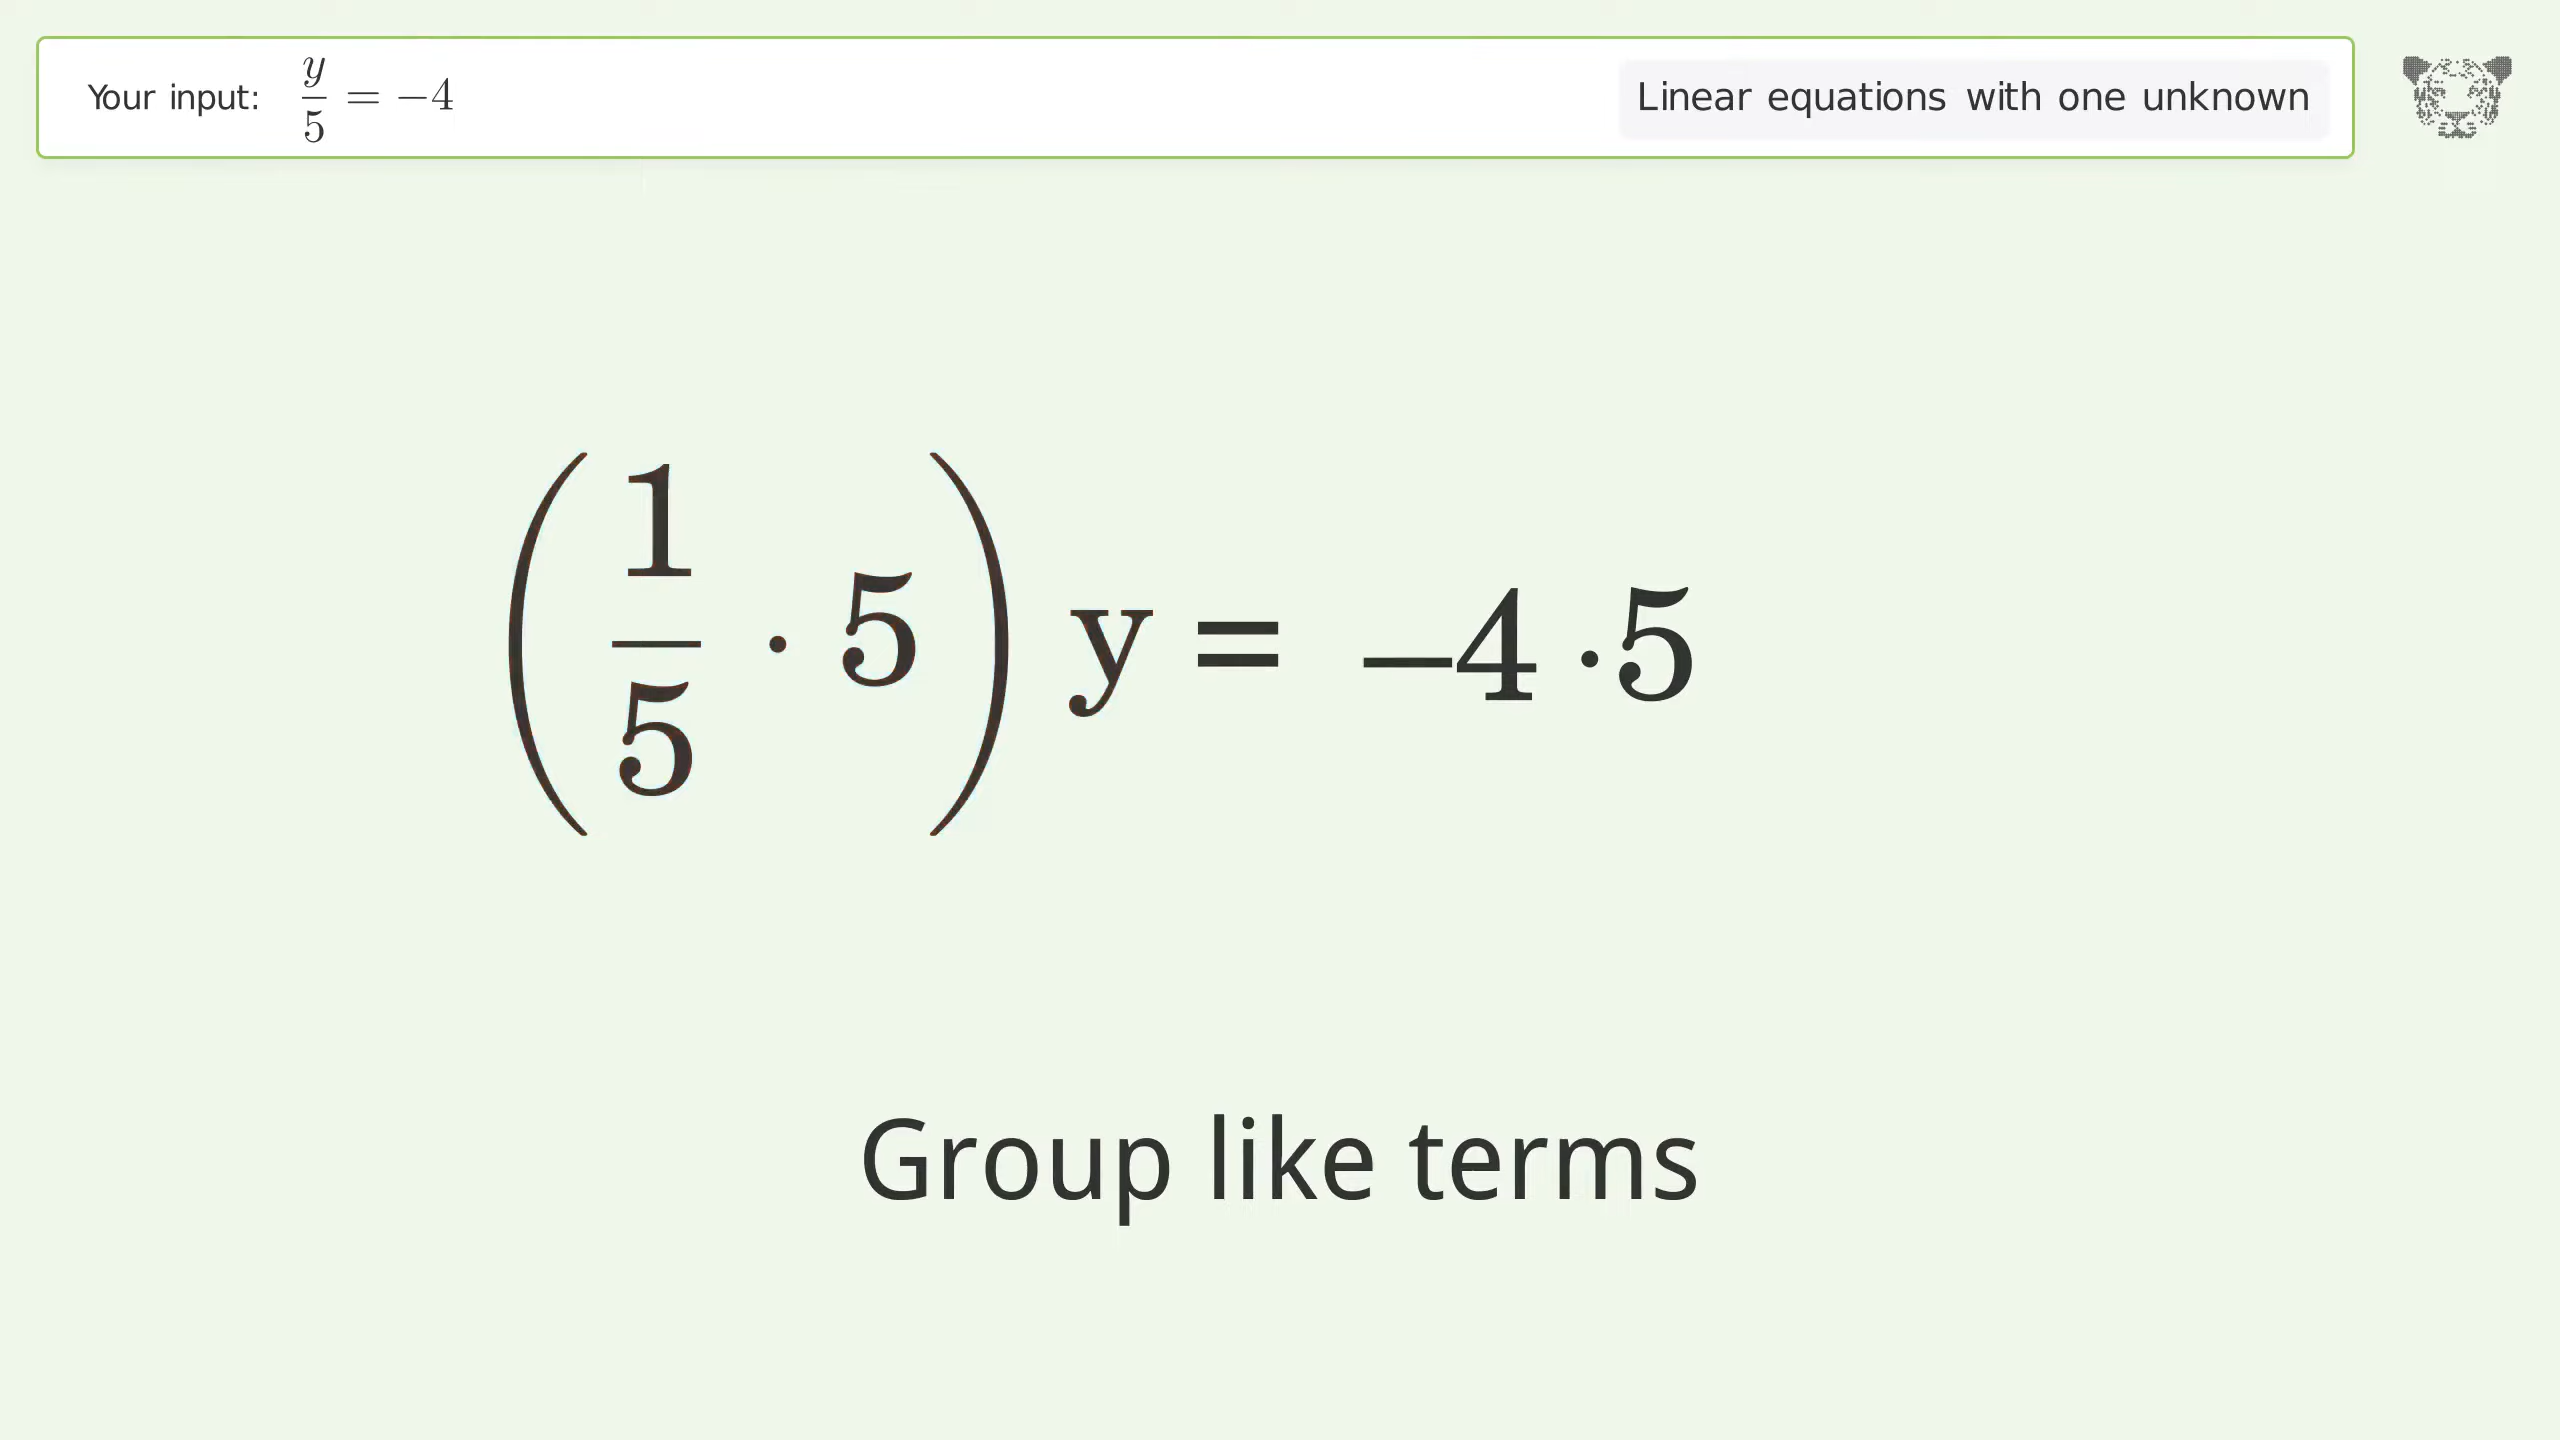 Your input: y/5 = −4
Linear equations with one unknown
(1/5 · 5) y = −4 · 5
Group like terms